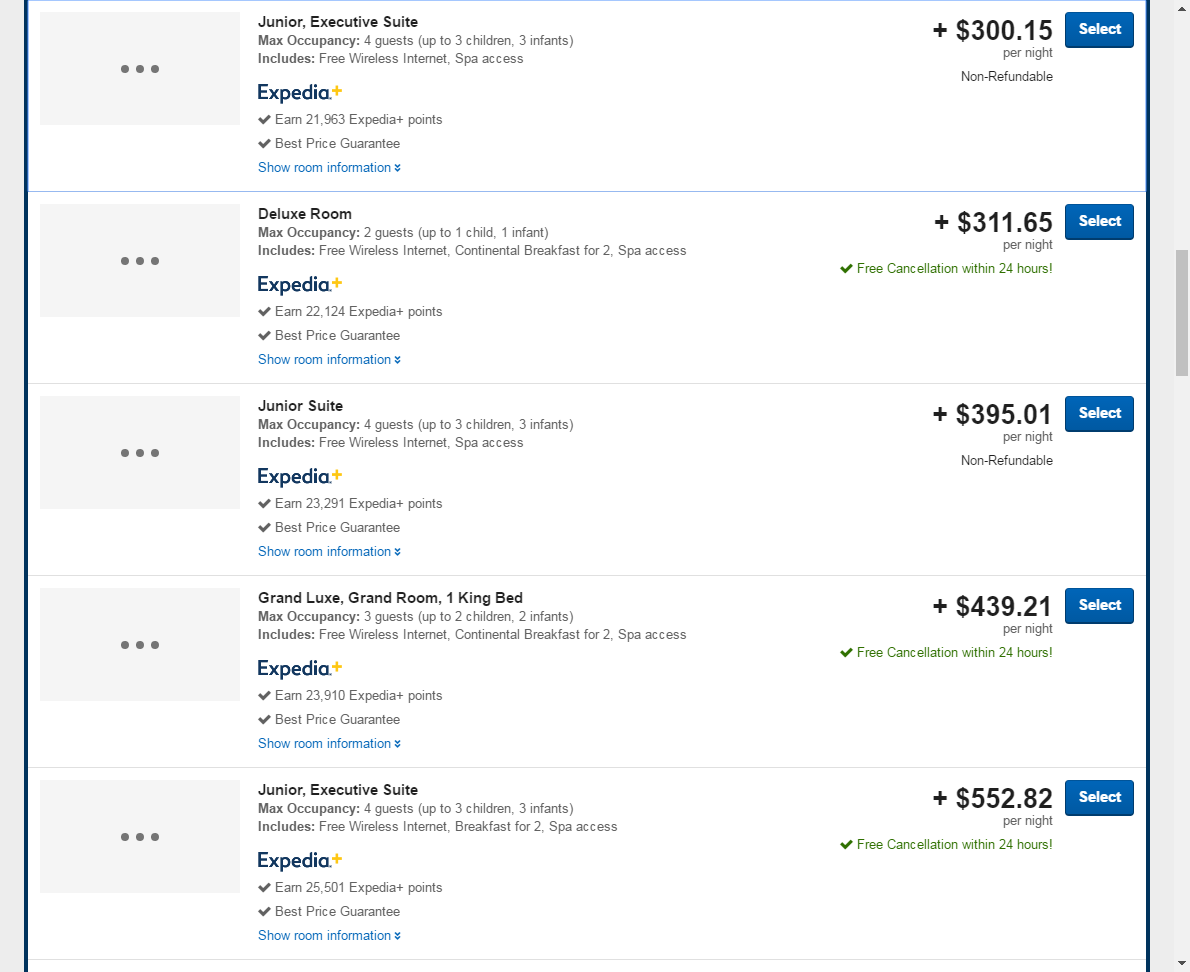 Junior, Executive Suite
Max Occupancy: 4 guests (up to 3 children, 3 infants)
Includes: Free Wireless Internet, Spa access
Expedia+
Earn 21,963 Expedia+ points
Best Price Guarantee
Show room information
+ $300.15
per night
Non-Refundable
Select
Deluxe Room
Max Occupancy: 2 guests (up to 1 child, 1 infant)
Includes: Free Wireless Internet, Continental Breakfast for 2, Spa access
Expedia+
Earn 22,124 Expedia+ points
Best Price Guarantee
Show room information
+ $311.65
per night
Free Cancellation within 24 hours!
Select
Junior Suite
Max Occupancy: 4 guests (up to 3 children, 3 infants)
Includes: Free Wireless Internet, Spa access
Expedia+
Earn 23,291 Expedia+ points
Best Price Guarantee
Show room information
+ $395.01
per night
Non-Refundable
Select
Grand Luxe, Grand Room, 1 King Bed
Max Occupancy: 3 guests (up to 2 children, 2 infants)
Includes: Free Wireless Internet, Continental Breakfast for 2, Spa access
Expedia+
Earn 23,910 Expedia+ points
Best Price Guarantee
Show room information
+ $439.21
per night
Free Cancellation within 24 hours!
Select
Junior, Executive Suite
Max Occupancy: 4 guests (up to 3 children, 3 infants)
Includes: Free Wireless Internet, Breakfast for 2, Spa access
Expedia+
Earn 25,501 Expedia+ points
Best Price Guarantee
Show room information
+ $552.82
per night
Free Cancellation within 24 hours!
Select